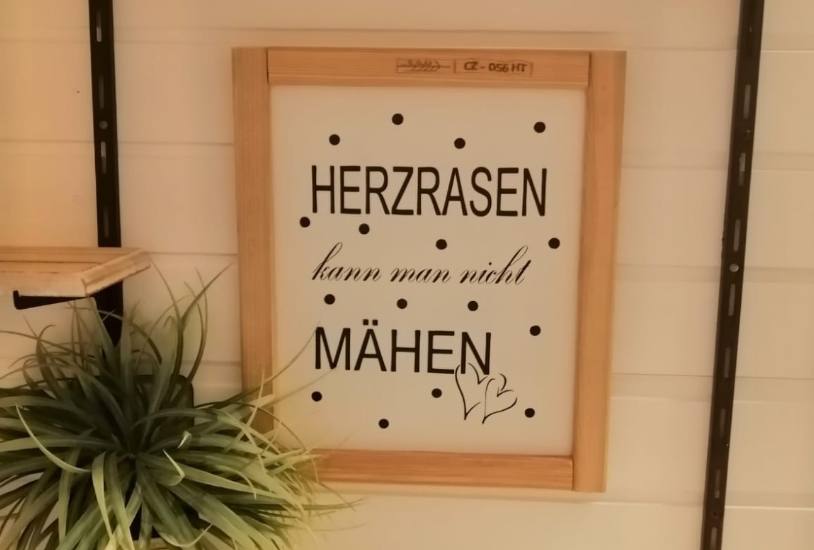 CZ - 056 HT
HERZRASEN
kann man nicht
MÄHEN